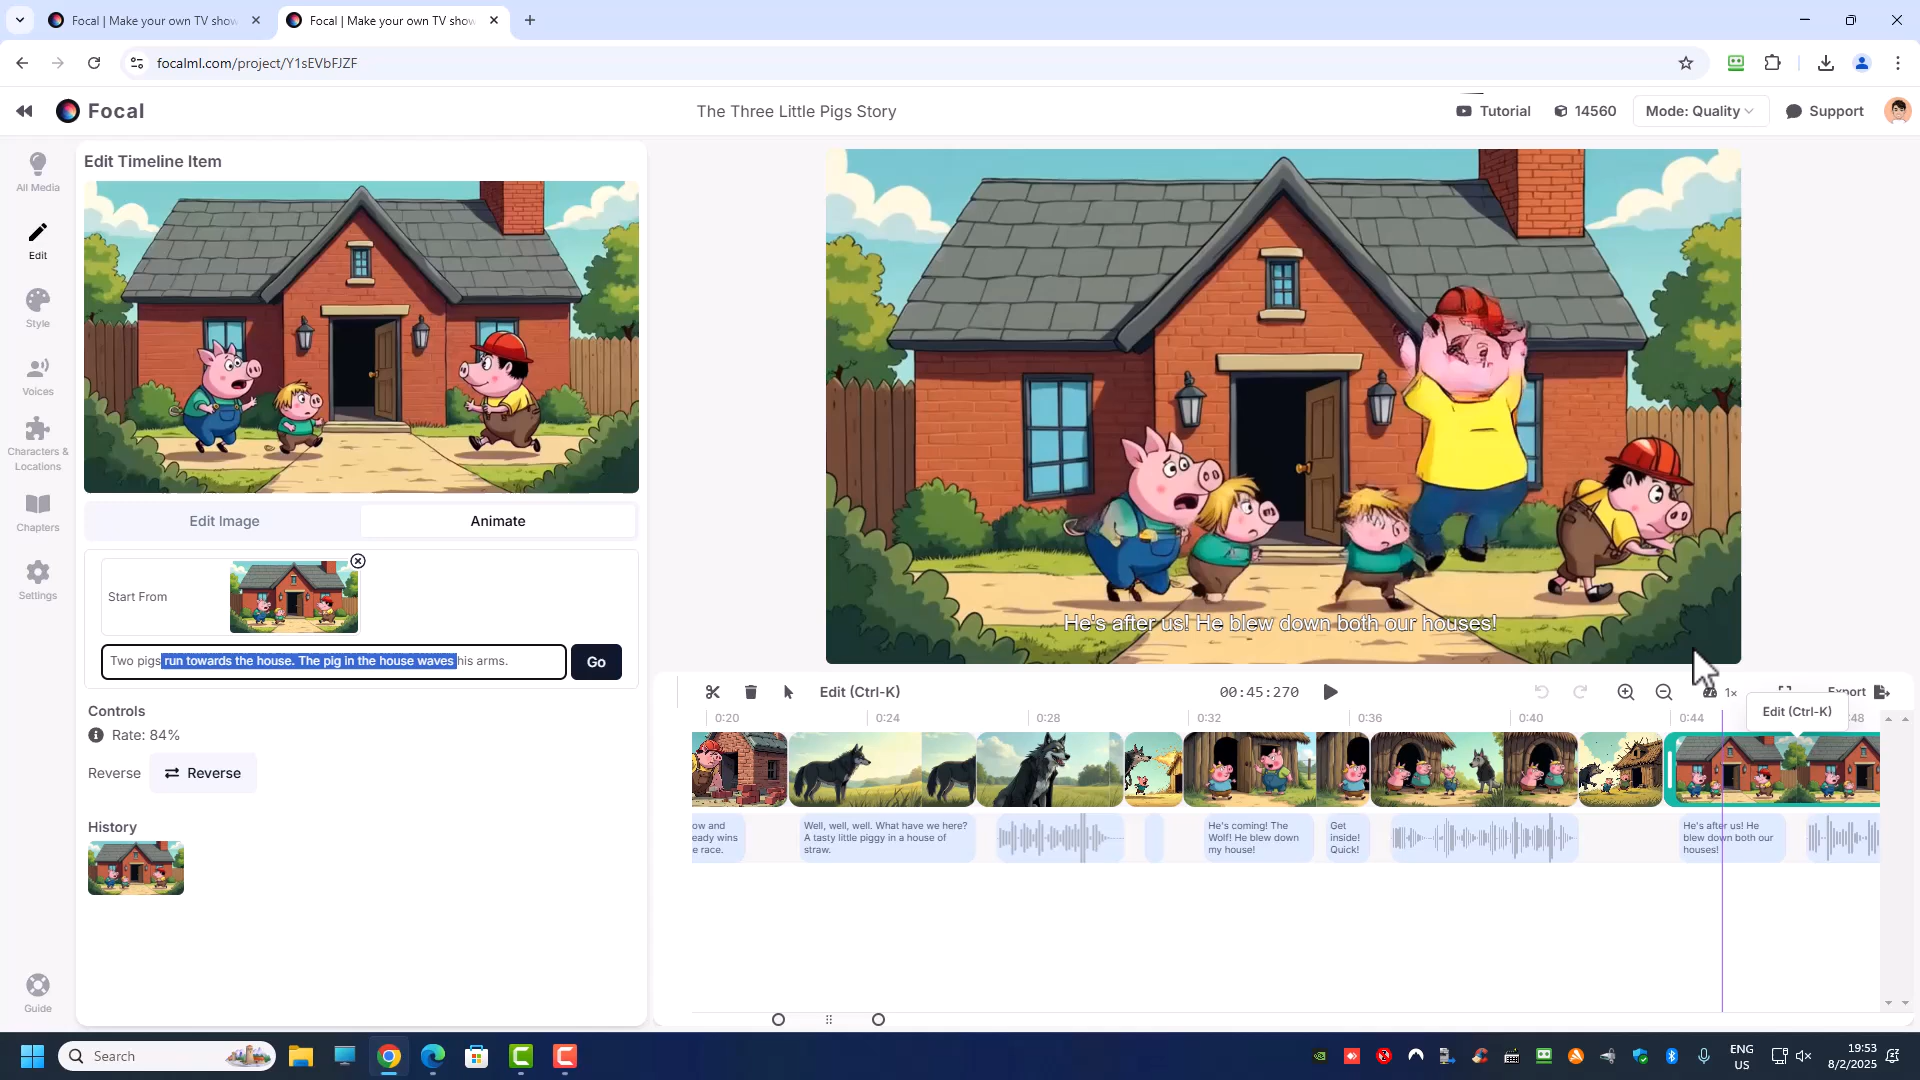 Focal | Make your own TV show
Focal | Make your own TV show
focalml.com/project/Y1sEVbFJZF
Focal
The Three Little Pigs Story
Tutorial
14560
Mode: Quality
Support
All Media
Edit
Style
Voices
Characters &
Locations
Chapters
Settings
Guide
Edit Timeline Item
Edit Image
Animate
Start From
Two pigs run towards the house. The pig in the house waves his arms.
Go
Controls
Rate: 84%
Reverse
Reverse
History
He's after us! He blew down both our houses!
Edit (Ctrl-K)
00:45:270
1x
Export
Edit (Ctrl-K)
0:20
0:24
0:28
0:32
0:36
0:40
0:44
:48
ow and
eady wins
e race.
Well, well, well. What have we here?
A tasty little piggy in a house of
straw.
He's coming! The
Wolf! He blew down
my house!
Get
inside!
Quick!
He's after us! He
blew down both our
houses!
Search
ENG
US
19:53
8/2/2025